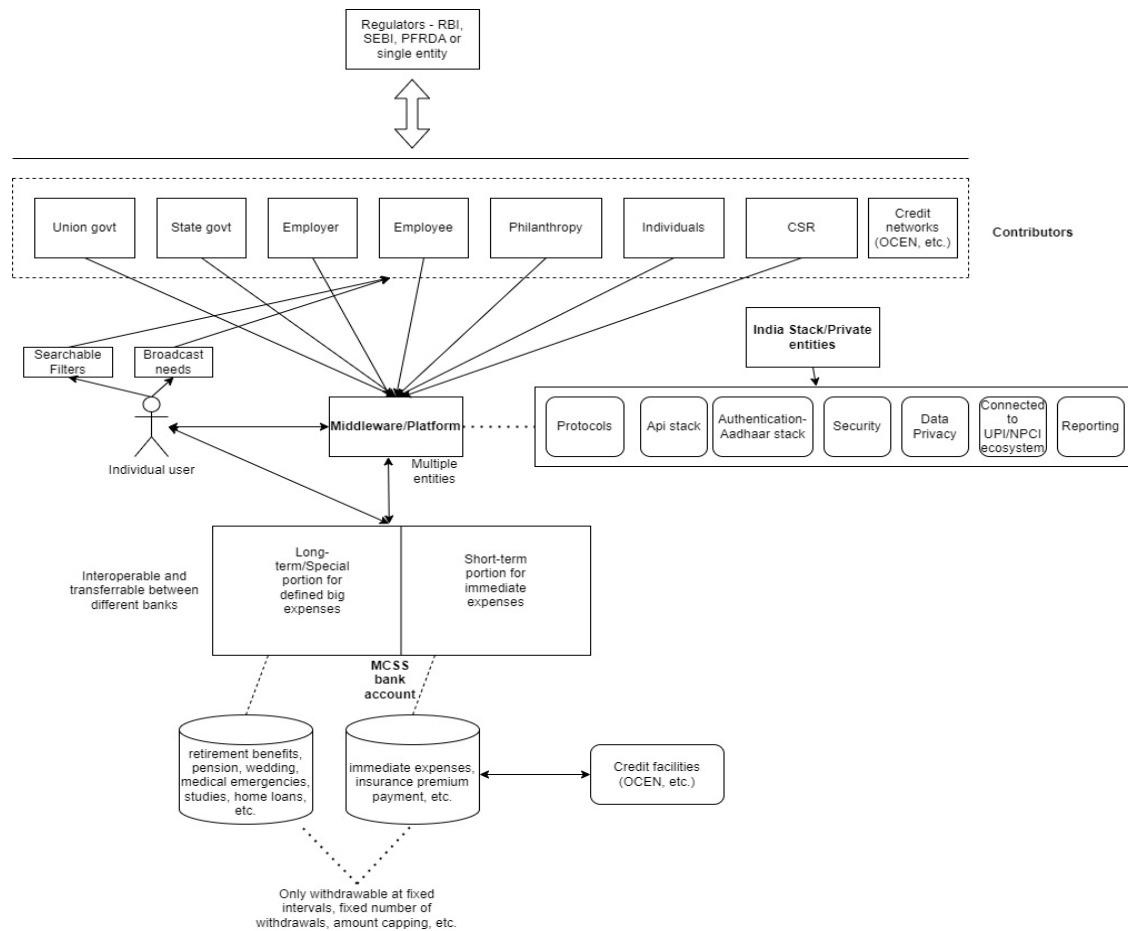 Regulators - RBI,
SEBI, PFRDA or
single entity
Union govt
State govt
Employer
Employee
Philanthropy
Individuals
CSR
Credit
networks
(OCEN, etc.)
Contributors
India Stack/Private
entities
Searchable
Filters
Broadcast
needs
Individual user
Middleware/Platform
Multiple
entities
Protocols
Api stack
Authentication-
Aadhaar stack
Security
Data
Privacy
Connected
to
UPI/NPCI
ecosystem
Reporting
Interoperable and
transferrable between
different banks
Long-
term/Special
portion for
defined big
expenses
Short-term
portion for
immediate
expenses
MCSS
bank
account
retirement benefits,
pension, wedding,
medical emergencies,
studies, home loans,
etc.
immediate expenses,
insurance premium
payment, etc.
Credit facilities
(OCEN, etc.)
Only withdrawable at fixed
intervals, fixed number of
withdrawals, amount capping, etc.